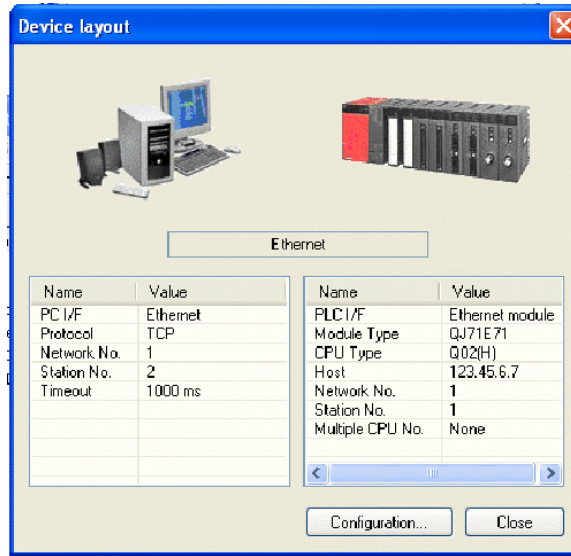 Device layout
Ethernet
Name Value
PC I/F Ethernet
Protocol TCP
Network No. 1
Station No. 2
Timeout 1000 ms
Name Value
PLC I/F Ethernet module
Module Type QJ71E71
CPU Type Q02(H)
Host 123.45.6.7
Network No. 1
Station No. 1
Multiple CPU No. None
Configuration... Close